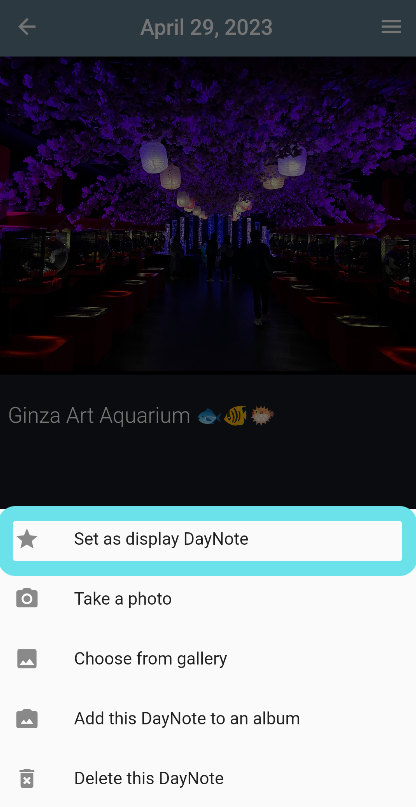 April 29, 2023
Ginza Art Aquarium 🐟🐠🐡
Set as display DayNote
Take a photo
Choose from gallery
Add this DayNote to an album
Delete this DayNote